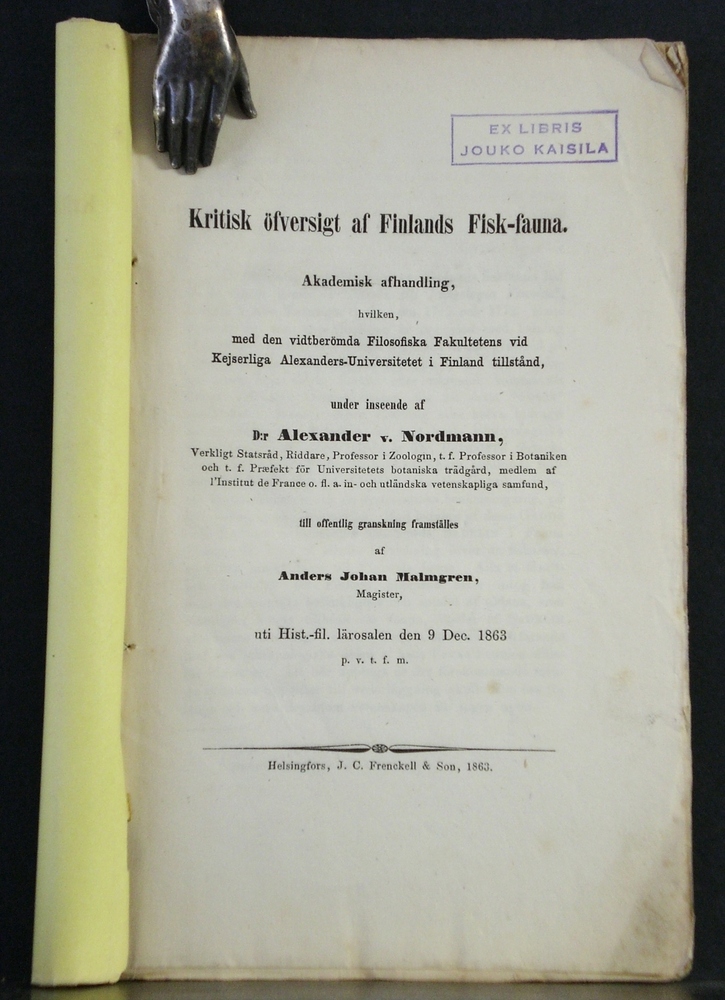 EX LIBRIS
JOUKO KAISILA
Kritisk öfversigt af Finlands Fisk-fauna.
Akademisk afhandling,
hvilken,
med den vidtberömda Filosofiska Fakultetens vid
Kejserliga Alexanders-Universitetet i Finland tillstånd,
under inseende af
D:r Alexander v. Nordmann,
Verkligt Statsråd, Riddare, Professor i Zoologin, t. f. Professor i Botaniken
och t. f. Præfekt för Universitetets botaniska trädgård, medlem af
l'Institut de France o. fl. a. in- och utländska vetenskapliga samfund,
till offentlig granskning framställes
af
Anders Johan Malmgren,
Magister,
uti Hist.-fil. lärosalen den 9 Dec. 1863
p. v. t. f. m.
Helsingfors, J. C. Frenckell & Son, 1863.